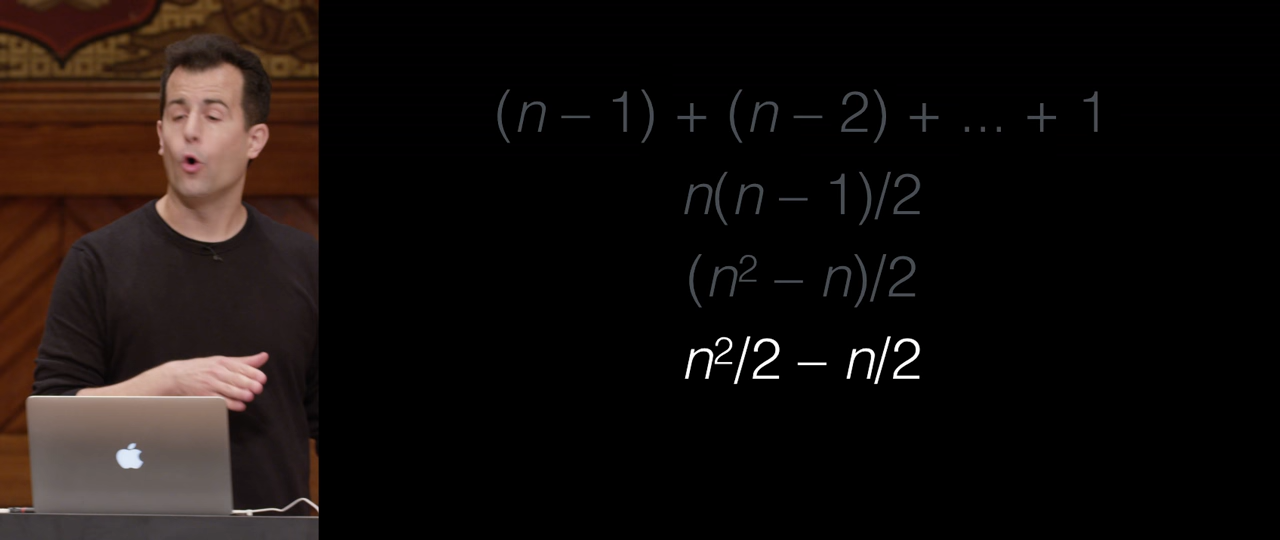 (n – 1) + (n – 2) + ... + 1
n(n – 1)/2
(n² – n)/2
n²/2 – n/2